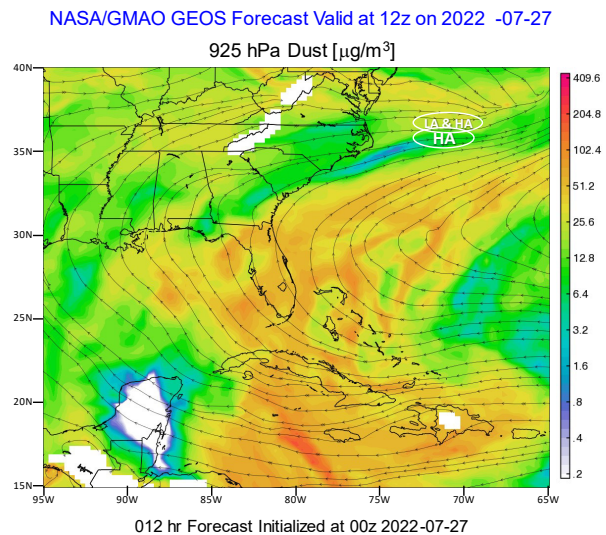 NASA/GMAO GEOS Forecast Valid at 12z on 2022 -07-27
925 hPa Dust [µg/m³]
40N
35N
30N
25N
20N
15N
95W 90W 85W 80W 75W 70W 65W
LA & HA
HA
409.6
204.8
102.4
51.2
25.6
12.8
6.4
3.2
1.6
.8
.4
.2
012 hr Forecast Initialized at 00z 2022-07-27